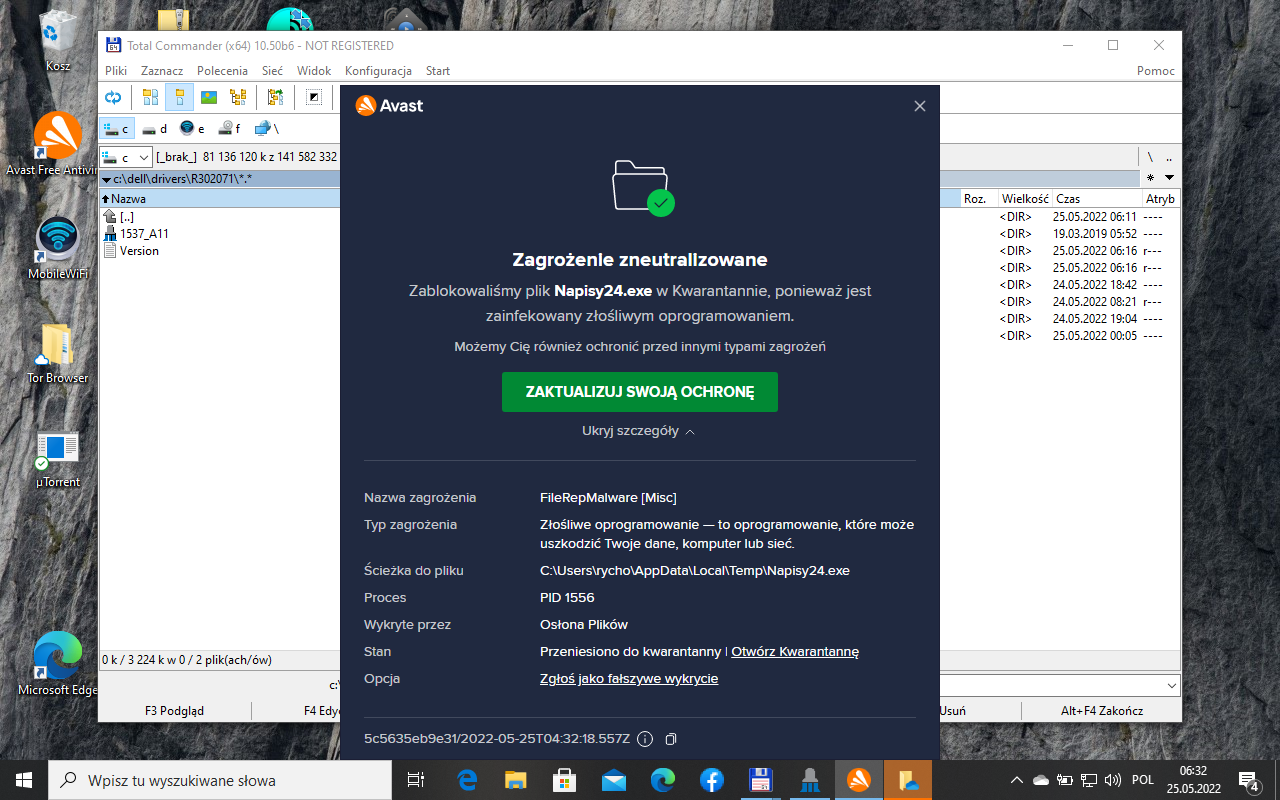 Kosz
Avast Free Antivir
MobileWiFi
Tor Browser
µTorrent
Microsoft Edge
Total Commander (x64) 10.50b6 - NOT REGISTERED
Pliki Zaznacz Polecenia Sieć Widok Konfiguracja Start Pomoc
c d e f \
c [_brak_] 81 136 120 k z 141 582 332 \ ..
c:\dell\drivers\R302071\*.* * 
Nazwa Roz. Wielkość Czas Atryb
[..] <DIR> 25.05.2022 06:11 ----
1537_A11 <DIR> 19.03.2019 05:52 ----
Version <DIR> 25.05.2022 06:16 r---
<DIR> 25.05.2022 06:16 r---
<DIR> 24.05.2022 18:42 ----
<DIR> 24.05.2022 08:21 r---
<DIR> 24.05.2022 19:04 ----
<DIR> 25.05.2022 00:05 ----
0 k / 3 224 k w 0 / 2 plik(ach/ów)
c:\
F3 Podgląd F4 Edy Usuń Alt+F4 Zakończ
Avast
Zagrożenie zneutralizowane
Zablokowaliśmy plik Napisy24.exe w Kwarantannie, ponieważ jest
zainfekowany złośliwym oprogramowaniem.
Możemy Cię również ochronić przed innymi typami zagrożeń
ZAKTUALIZUJ SWOJĄ OCHRONĘ
Ukryj szczegóły
Nazwa zagrożenia FileRepMalware [Misc]
Typ zagrożenia Złośliwe oprogramowanie — to oprogramowanie, które może
uszkodzić Twoje dane, komputer lub sieć.
Ścieżka do pliku C:\Users\rycho\AppData\Local\Temp\Napisy24.exe
Proces PID 1556
Wykryte przez Osłona Plików
Stan Przeniesiono do kwarantanny | Otwórz Kwarantannę
Opcja Zgłoś jako fałszywe wykrycie
5c5635eb9e31/2022-05-25T04:32:18.557Z
Wpisz tu wyszukiwane słowa POL 06:32
25.05.2022 4